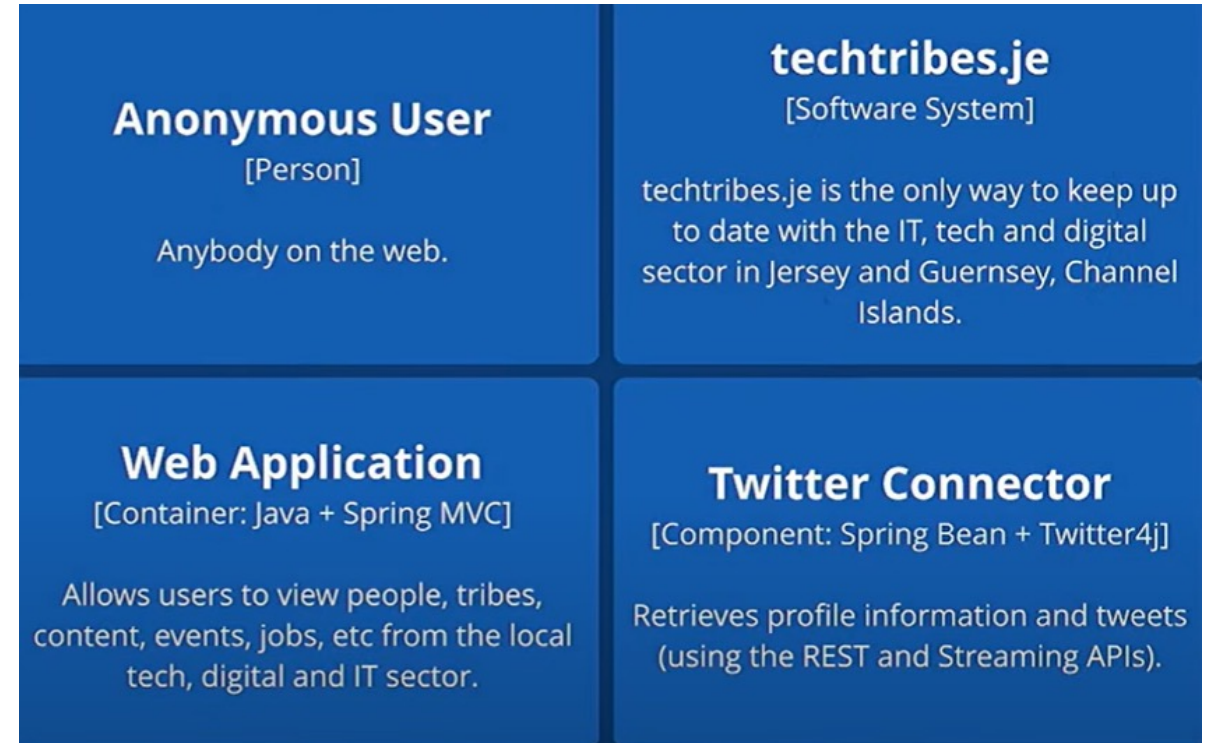 Anonymous User
[Person]
Anybody on the web.
techtribes.je
[Software System]
techtribes.je is the only way to keep up
to date with the IT, tech and digital
sector in Jersey and Guernsey, Channel
Islands.
Web Application
[Container: Java + Spring MVC]
Allows users to view people, tribes,
content, events, jobs, etc from the local
tech, digital and IT sector.
Twitter Connector
[Component: Spring Bean + Twitter4j]
Retrieves profile information and tweets
(using the REST and Streaming APIs).